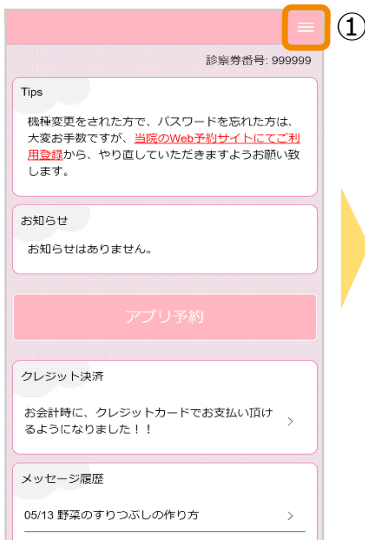 ①
診察券番号: 999999
Tips
機種変更をされた方で、パスワードを忘れた方は、
大変お手数ですが、当院のWeb予約サイトにてご利
用登録から、やり直していただきますようお願い致
します。
お知らせ
お知らせはありません。
アプリ予約
クレジット決済
お会計時に、クレジットカードでお支払い頂け
るようになりました！！
メッセージ履歴
05/13 野菜のすりつぶしの作り方